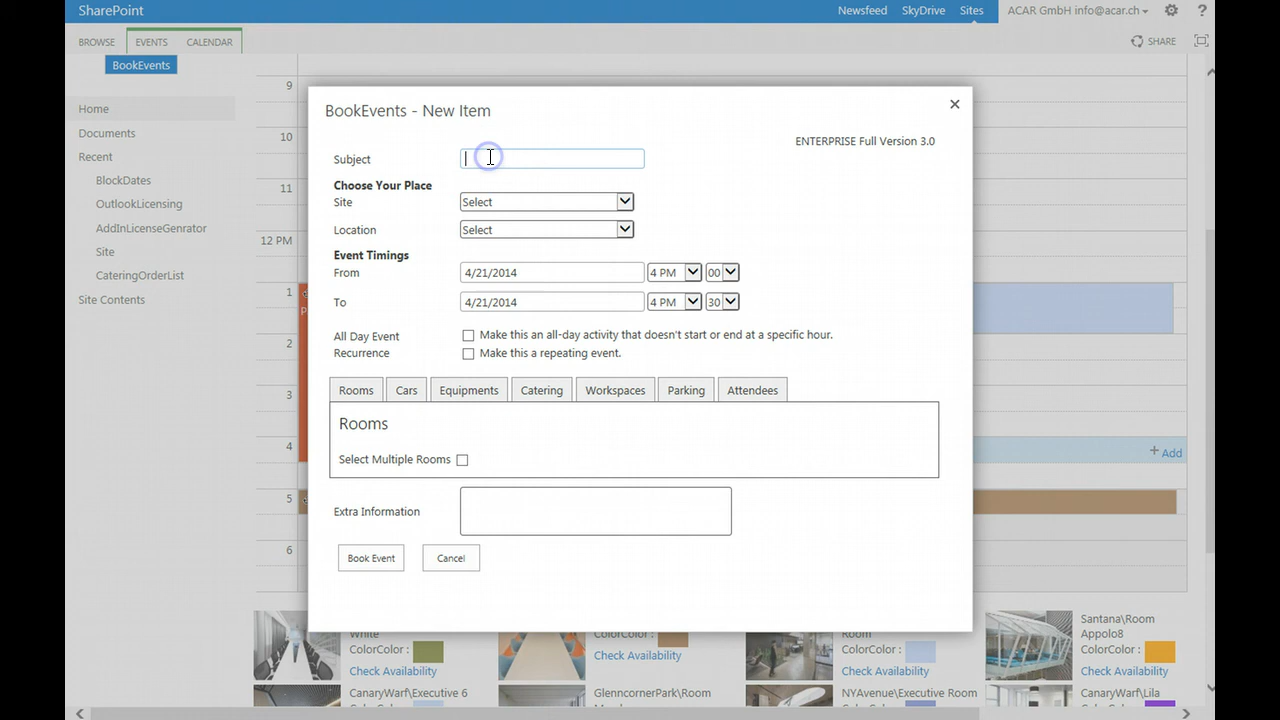 SharePoint
Newsfeed SkyDrive Sites ACAR GmbH info@acar.ch ?
BROWSE EVENTS CALENDAR SHARE
BookEvents
Home
Documents
Recent
BlockDates
OutlookLicensing
AddInLicenseGenrator
Site
CateringOrderList
Site Contents
9
10
11
12 PM
1
2
3
4
5
6
P
+ Add
BookEvents - New Item
ENTERPRISE Full Version 3.0
Subject
Choose Your Place
Site Select
Location Select
Event Timings
From 4/21/2014 4 PM 00
To 4/21/2014 4 PM 30
All Day Event Make this an all-day activity that doesn't start or end at a specific hour.
Recurrence Make this a repeating event.
Rooms Cars Equipments Catering Workspaces Parking Attendees
Rooms
Select Multiple Rooms
Extra Information
Book Event Cancel
White
ColorColor :
Check Availability
ColorColor :
Check Availability
Room
ColorColor :
Check Availability
Santana\Room
Appolo8
ColorColor :
Check Availability
CanaryWarf\Executive 6
GlenncornerPark\Room
NYAvenue\Executive Room
CanaryWarf\Lila